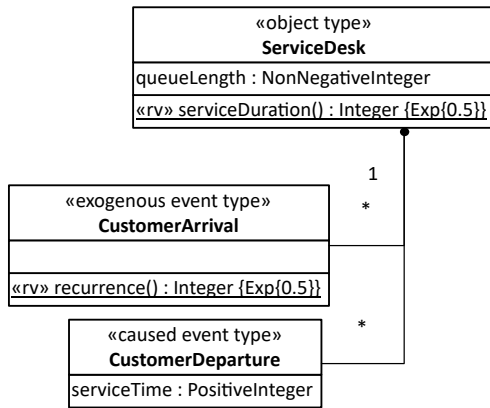 «object type»
ServiceDesk
queueLength : NonNegativeInteger
«rv» serviceDuration() : Integer {Exp{0.5}}
1
«exogenous event type»
CustomerArrival
*
«rv» recurrence() : Integer {Exp{0.5}}
*
«caused event type»
CustomerDeparture
serviceTime : PositiveInteger